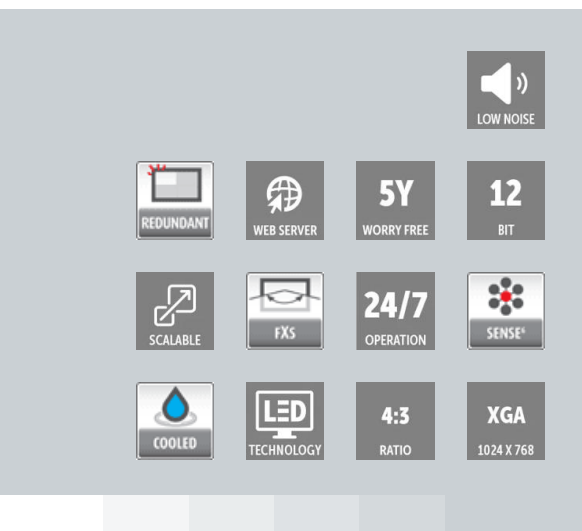 LOW NOISE
REDUNDANT
WEB SERVER
5Y
WORRY FREE
12
BIT
SCALABLE
FXS
24/7
OPERATION
SENSE⁶
COOLED
LED
TECHNOLOGY
4:3
RATIO
XGA
1024 X 768